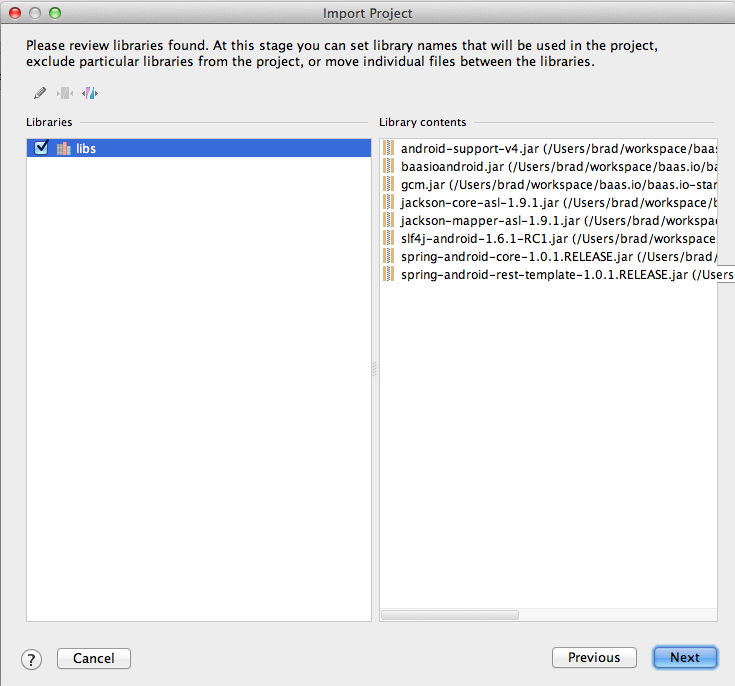 Import Project
Please review libraries found. At this stage you can set library names that will be used in the project,
exclude particular libraries from the project, or move individual files between the libraries.
Libraries
libs
Library contents
android-support-v4.jar (/Users/brad/workspace/baas
baasioandroid.jar (/Users/brad/workspace/baas.io/ba
gcm.jar (/Users/brad/workspace/baas.io/baas.io-star
jackson-core-asl-1.9.1.jar (/Users/brad/workspace/b
jackson-mapper-asl-1.9.1.jar (/Users/brad/workspa
slf4j-android-1.6.1-RC1.jar (/Users/brad/workspace
spring-android-core-1.0.1.RELEASE.jar (/Users/brad/
spring-android-rest-template-1.0.1.RELEASE.jar (/Users
?
Cancel
Previous
Next